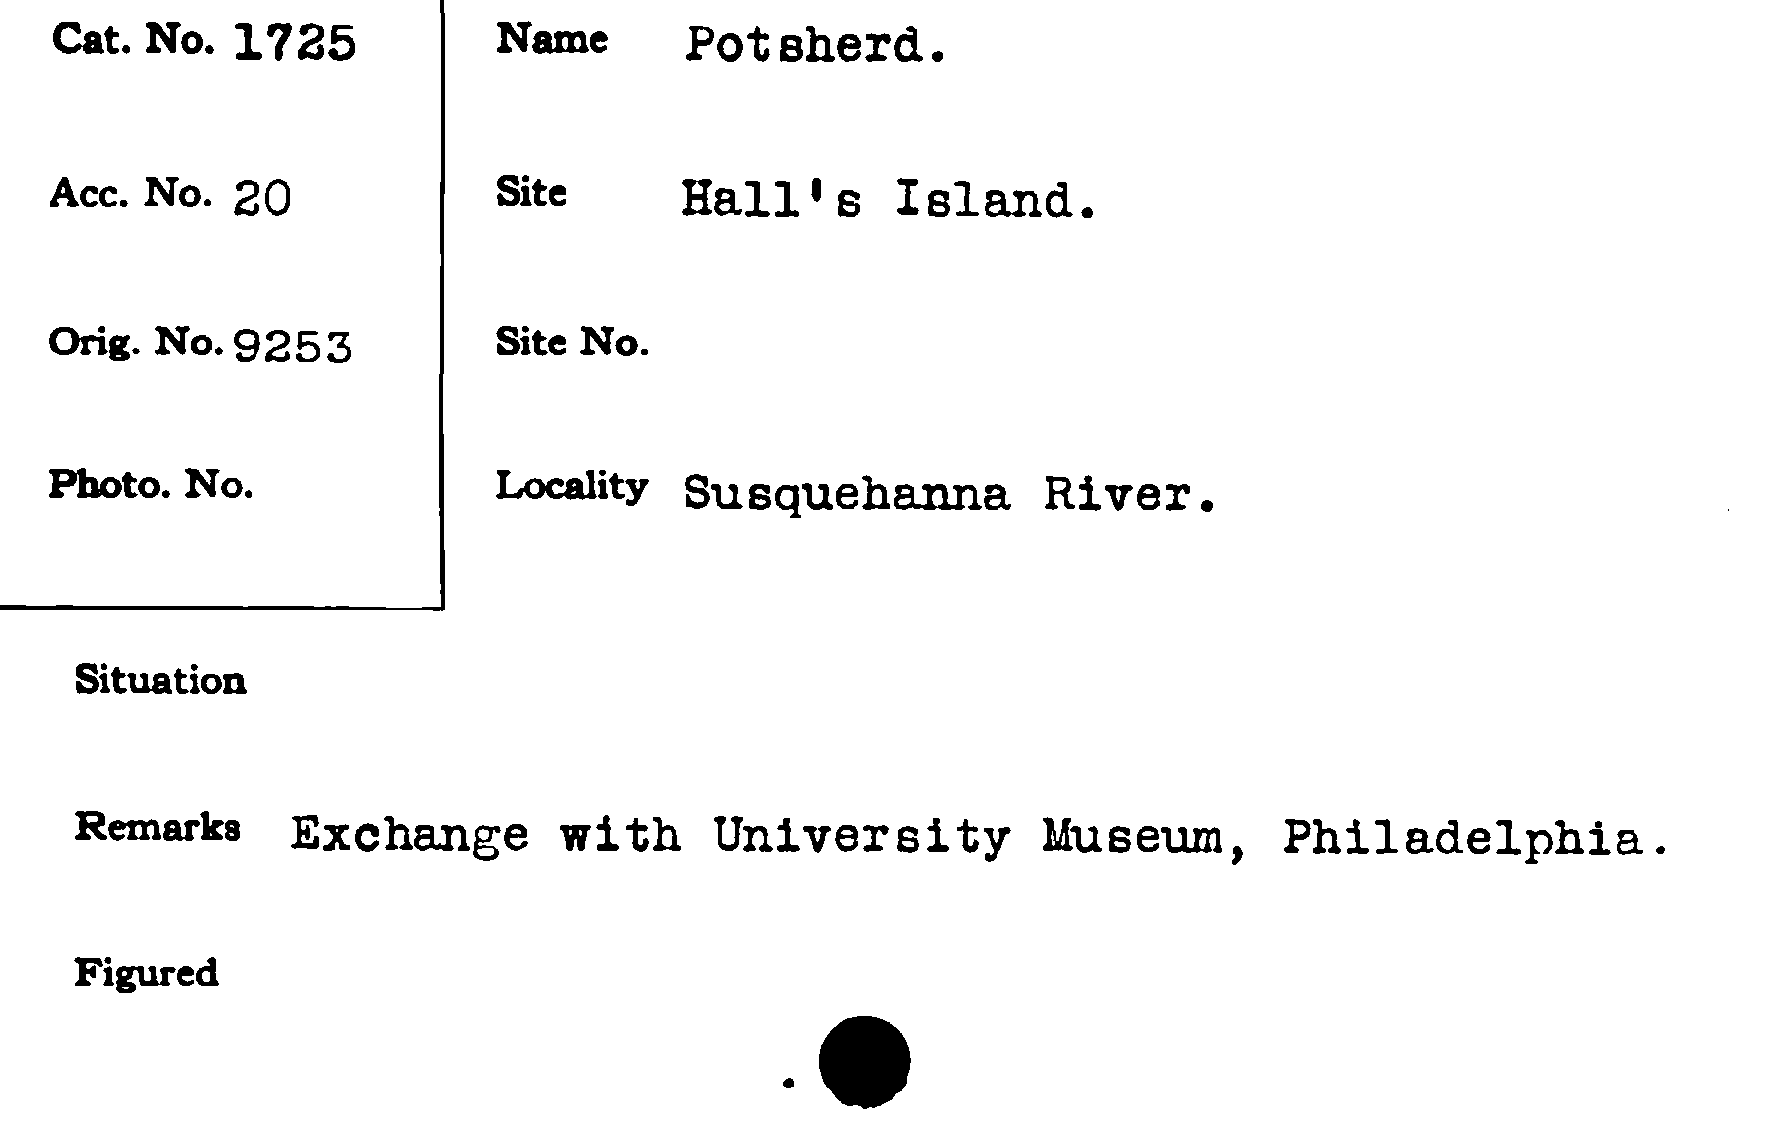 Cat. No. 1725
Acc. No. 20
Orig. No. 9253
Photo. No.
Name Potsherd.
Site Hall's Island.
Site No.
Locality Susquehanna River.
Situation
Remarks Exchange with University Museum, Philadelphia.
Figured